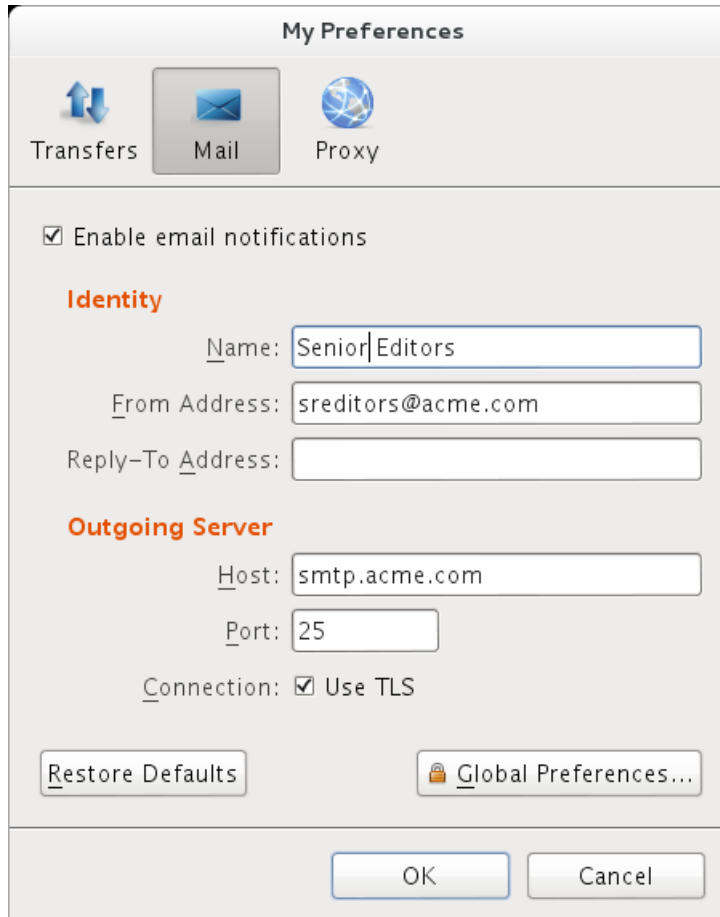 My Preferences
Transfers Mail Proxy
Enable email notifications
Identity
Name: Senior Editors
From Address: sreditors@acme.com
Reply-To Address:
Outgoing Server
Host: smtp.acme.com
Port: 25
Connection: Use TLS
Restore Defaults Global Preferences...
OK Cancel